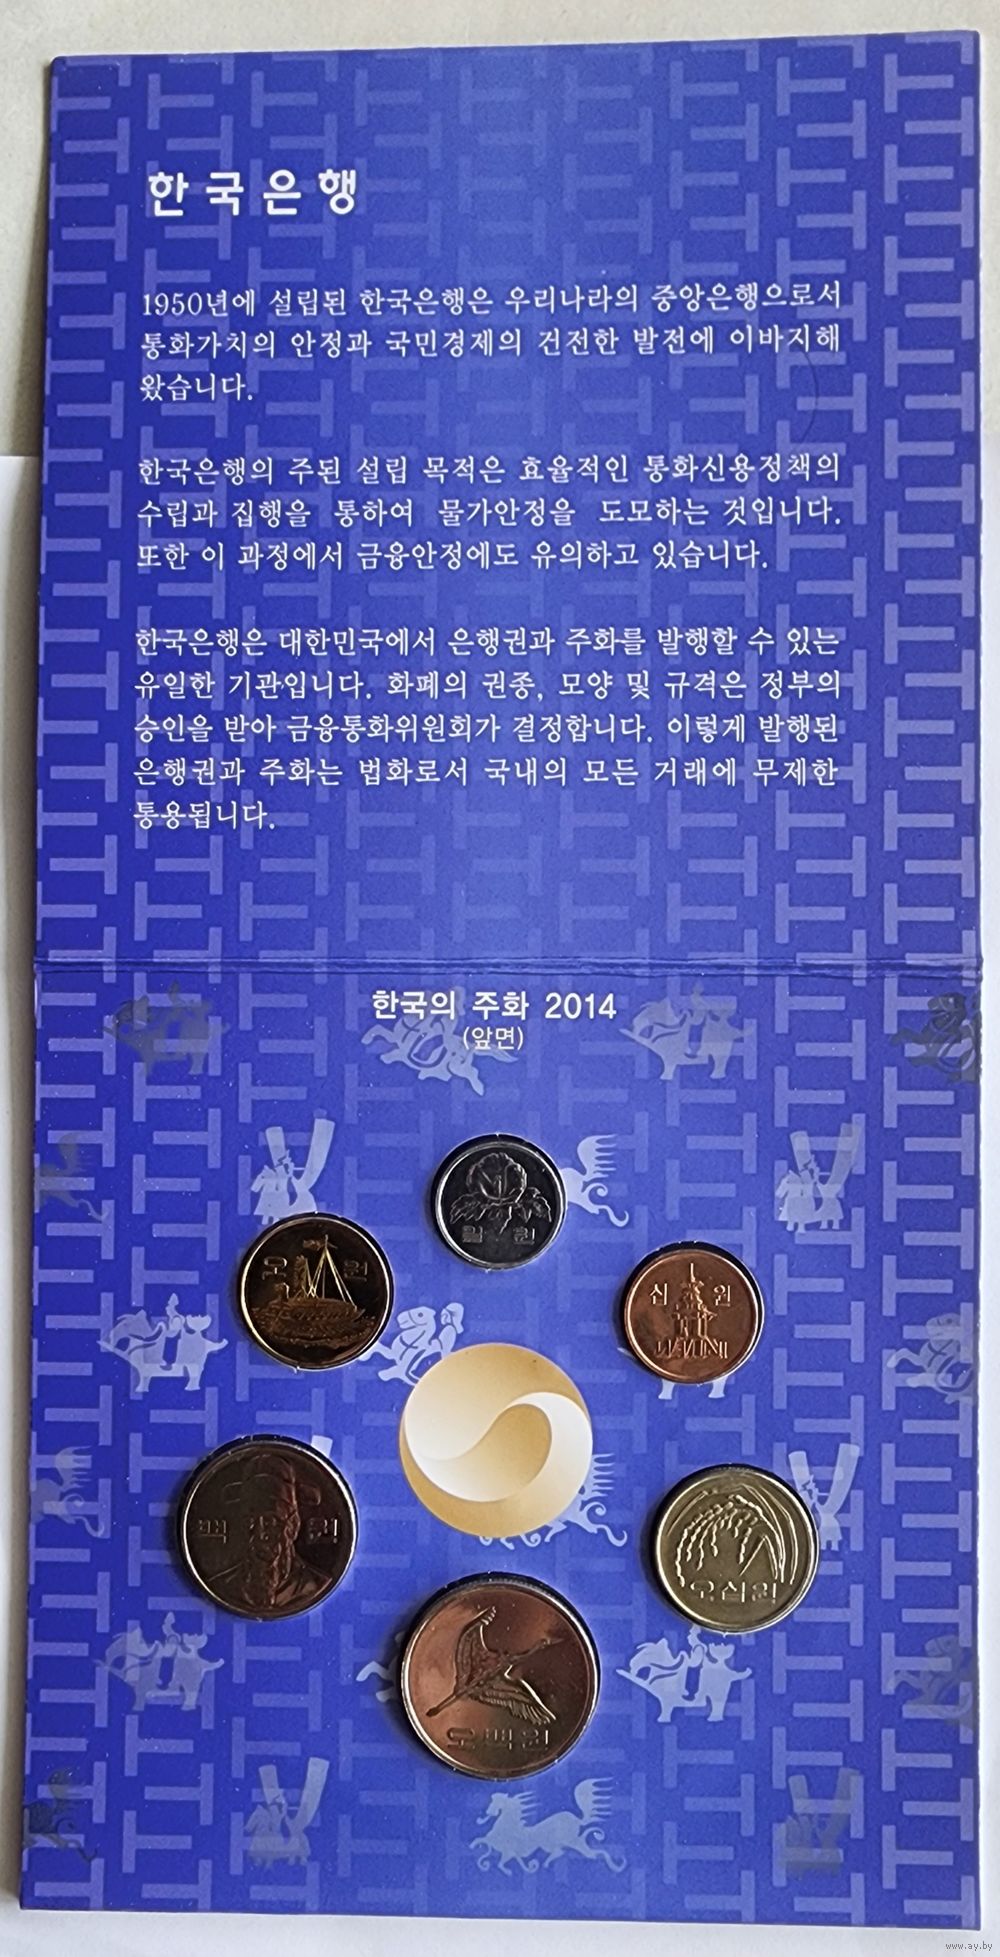 한국은행
1950년에 설립된 한국은행은 우리나라의 중앙은행으로서
통화가치의 안정과 국민경제의 건전한 발전에 이바지해
왔습니다.
한국은행의 주된 설립 목적은 효율적인 통화신용정책의
수립과 집행을 통하여 물가안정을 도모하는 것입니다.
또한 이 과정에서 금융안정에도 유의하고 있습니다.
한국은행은 대한민국에서 은행권과 주화를 발행할 수 있는
유일한 기관입니다. 화폐의 권종, 모양 및 규격은 정부의
승인을 받아 금융통화위원회가 결정합니다. 이렇게 발행된
은행권과 주화는 법화로서 국내의 모든 거래에 무제한
통용됩니다.
한국의 주화 2014
(앞면)
일 원
오 원
십 원
백 원
오십원
오백원
www.ay.by